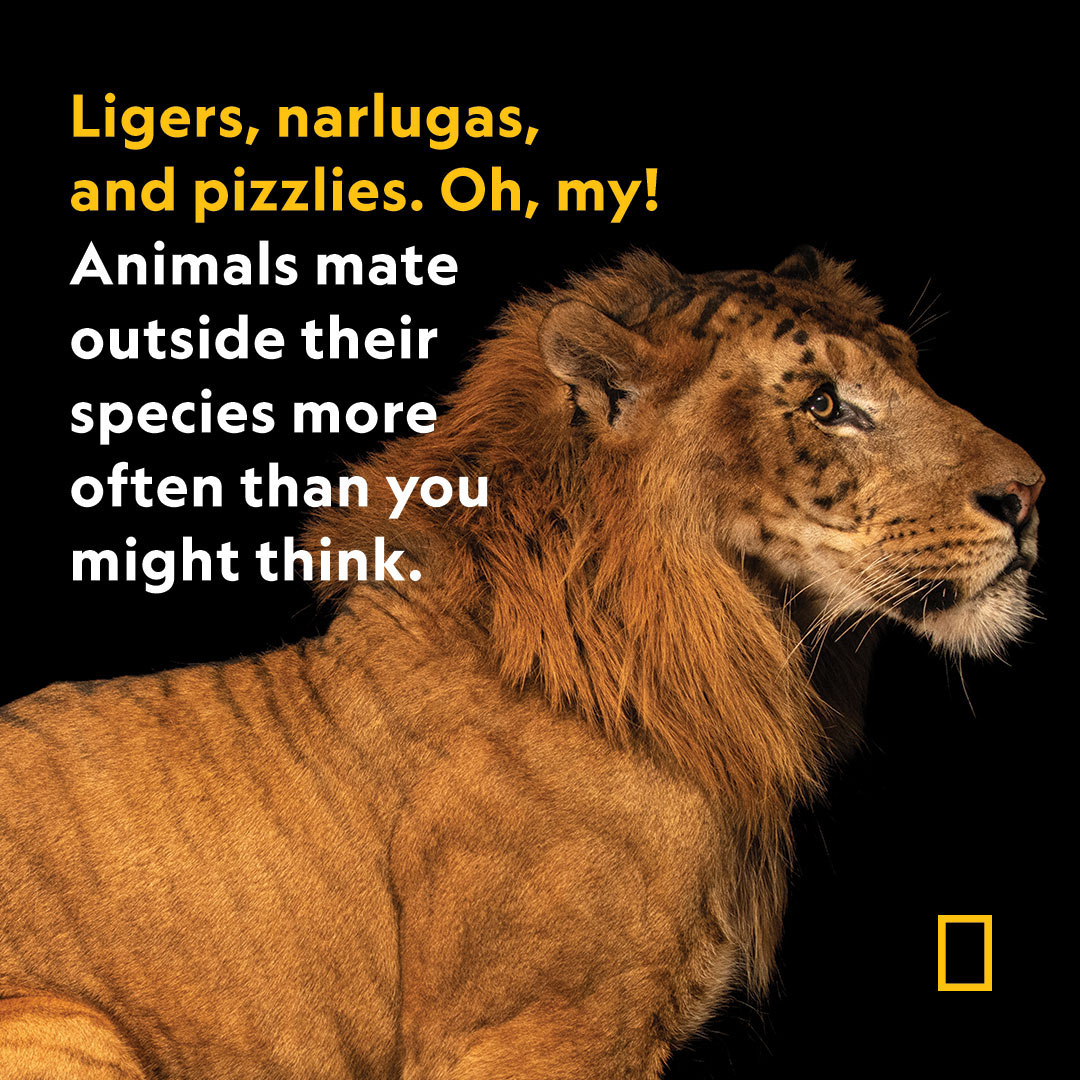 Ligers, narlugas,
and pizzlies. Oh, my!
Animals mate
outside their
species more
often than you
might think.